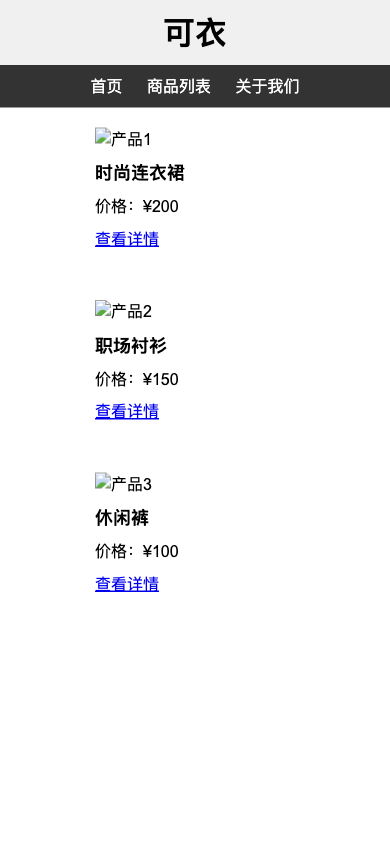 可衣
首页 商品列表 关于我们
产品1
时尚连衣裙
价格：¥200
查看详情
产品2
职场衬衫
价格：¥150
查看详情
产品3
休闲裤
价格：¥100
查看详情